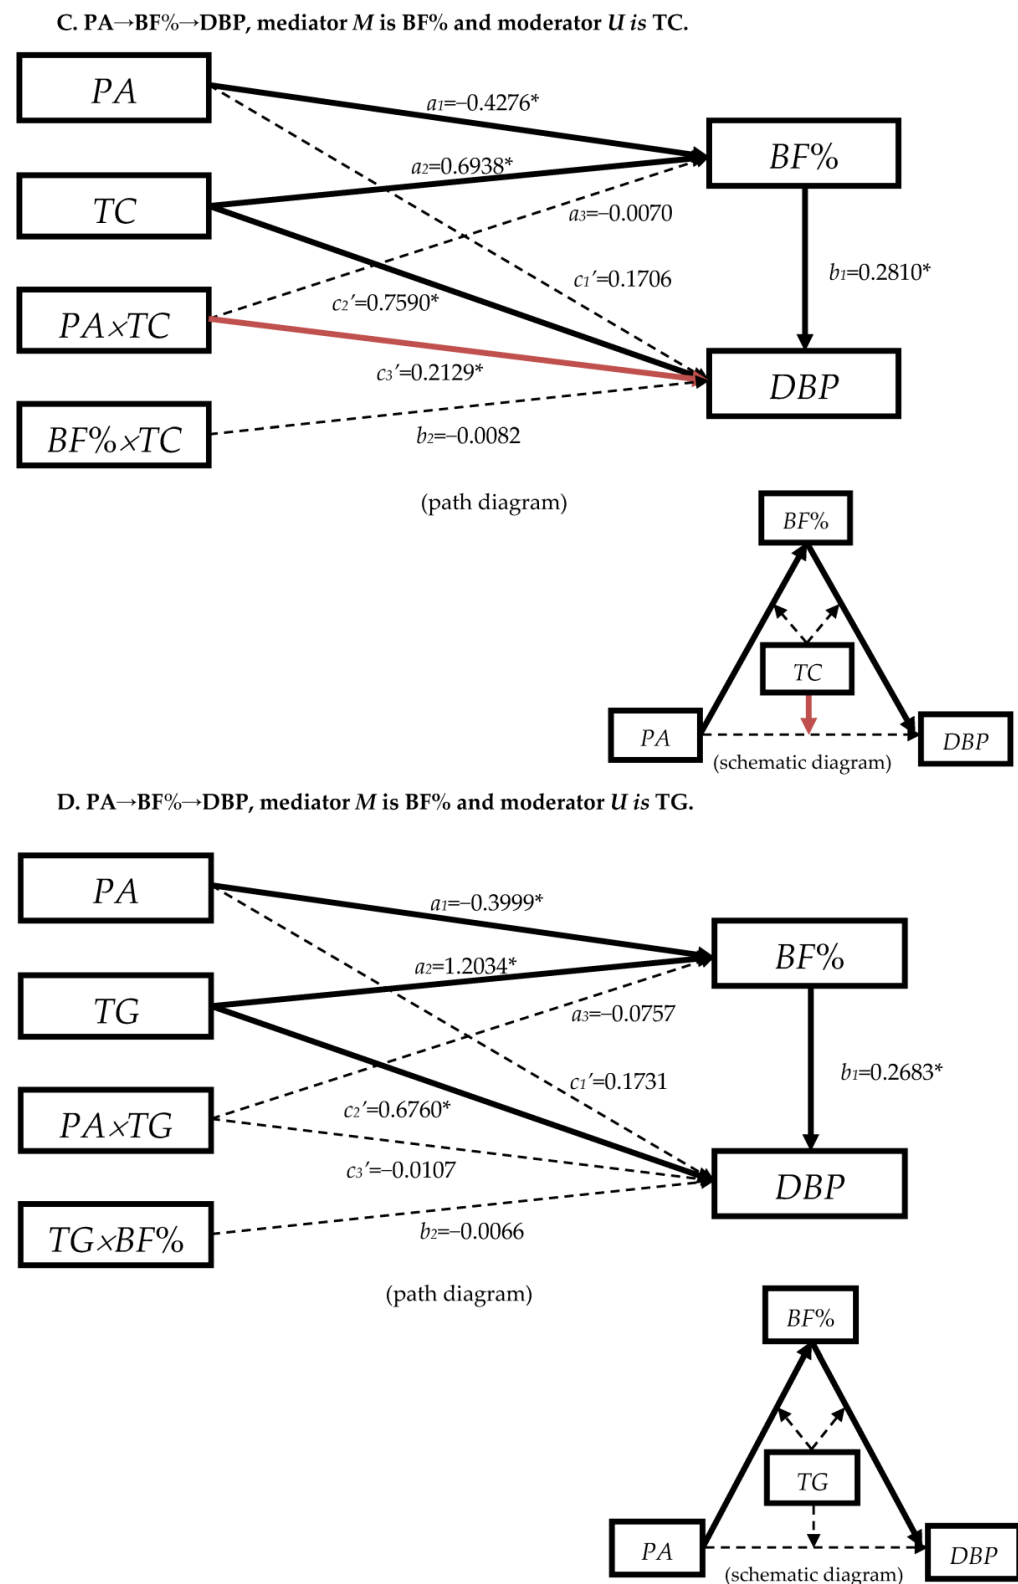 C. PA→BF%→DBP, mediator M is BF% and moderator U is TC.
PA
a₁=−0.4276*
BF%
a₂=0.6938*
TC
a₃=−0.0070
c₁′=0.1706
b₁=0.2810*
c₂′=0.7590*
PA×TC
c₃′=0.2129*
DBP
BF%×TC
b₂=−0.0082
(path diagram)
BF%
TC
PA
DBP
(schematic diagram)
D. PA→BF%→DBP, mediator M is BF% and moderator U is TG.
PA
a₁=−0.3999*
BF%
a₂=1.2034*
TG
a₃=−0.0757
c₁′=0.1731
b₁=0.2683*
c₂′=0.6760*
PA×TG
c₃′=−0.0107
DBP
TG×BF%
b₂=−0.0066
(path diagram)
BF%
TG
PA
DBP
(schematic diagram)